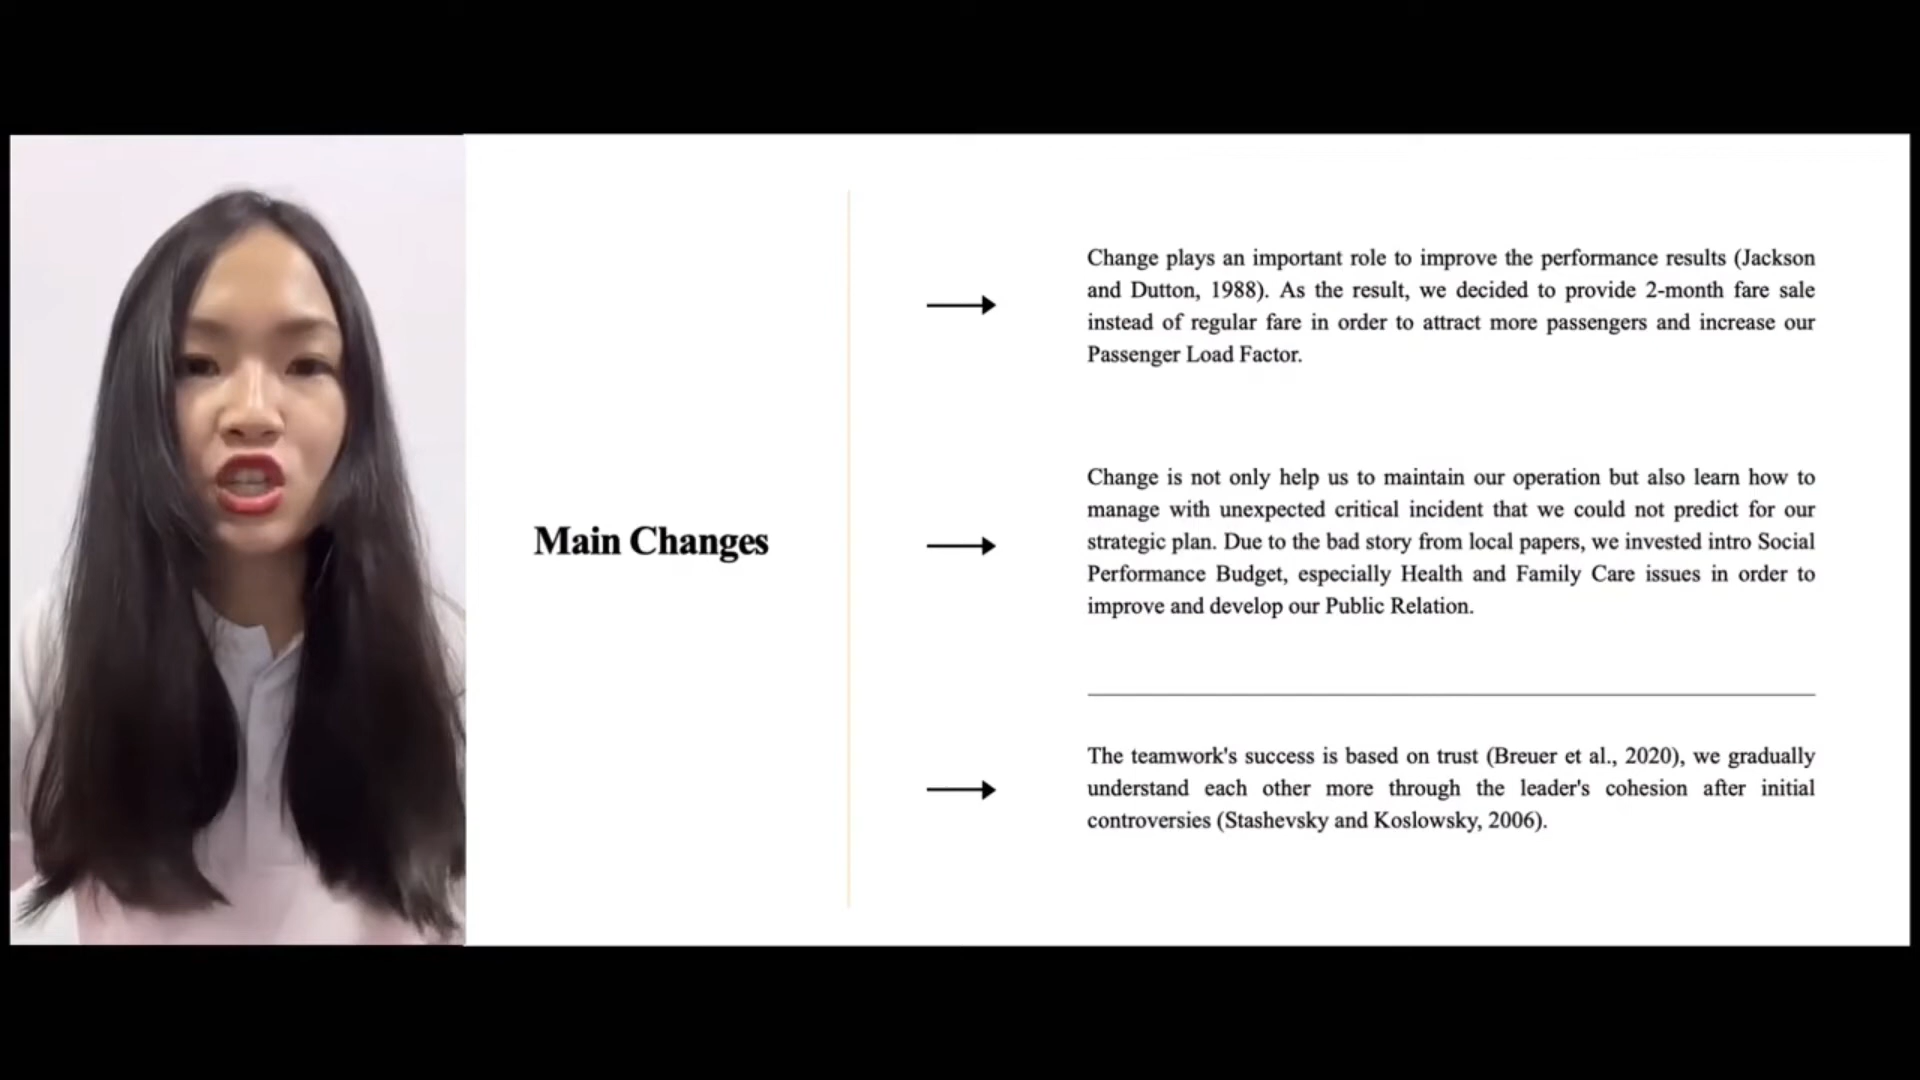 Main Changes
Change plays an important role to improve the performance results (Jackson
and Dutton, 1988). As the result, we decided to provide 2-month fare sale
instead of regular fare in order to attract more passengers and increase our
Passenger Load Factor.
Change is not only help us to maintain our operation but also learn how to
manage with unexpected critical incident that we could not predict for our
strategic plan. Due to the bad story from local papers, we invested intro Social
Performance Budget, especially Health and Family Care issues in order to
improve and develop our Public Relation.
The teamwork's success is based on trust (Breuer et al., 2020), we gradually
understand each other more through the leader's cohesion after initial
controversies (Stashevsky and Koslowsky, 2006).